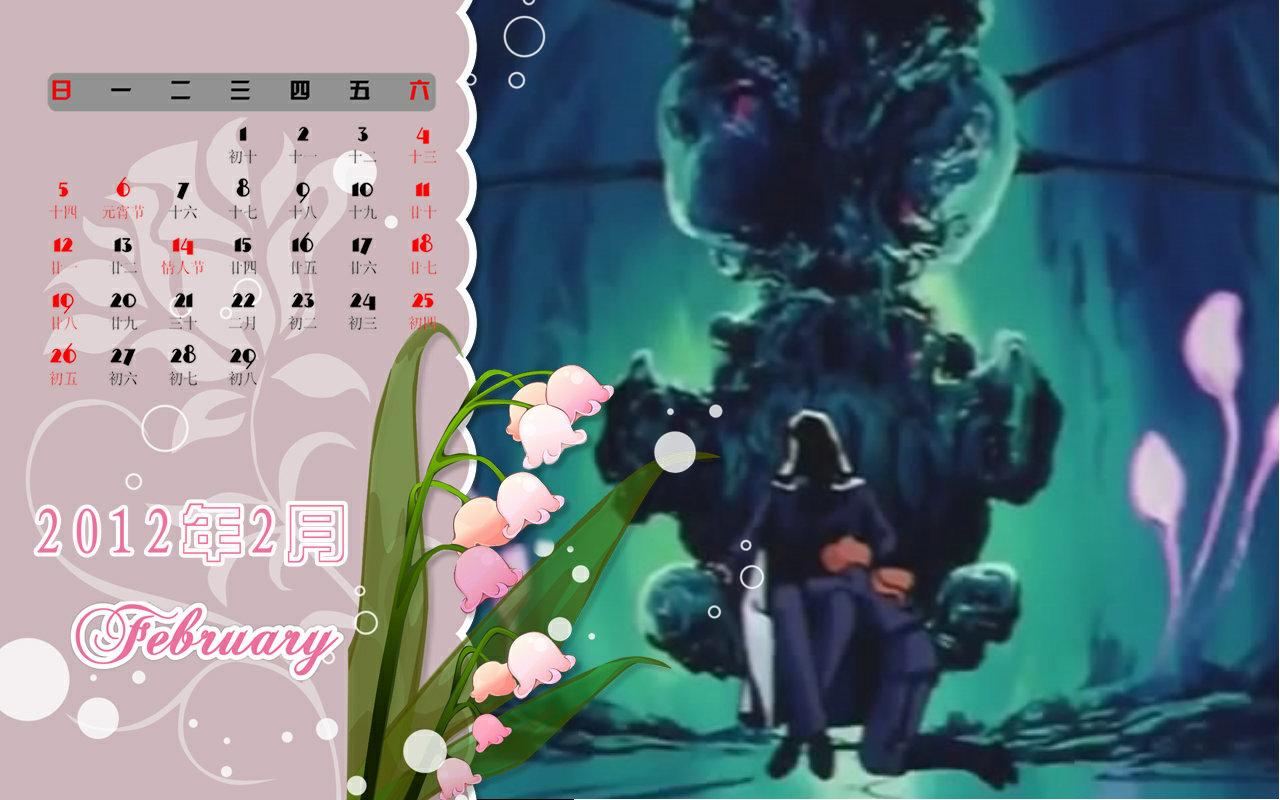 日 一 二 三 四 五 六
1 2 3 4
初十 十一 十二 十三
5 6 7 8 9 10 11
十四 元宵节 十六 十七 十八 十九 廿十
12 13 14 15 16 17 18
廿一 廿二 情人节 廿四 廿五 廿六 廿七
19 20 21 22 23 24 25
廿八 廿九 三十 二月 初二 初三 初四
26 27 28 29
初五 初六 初七 初八
2012年2月
February